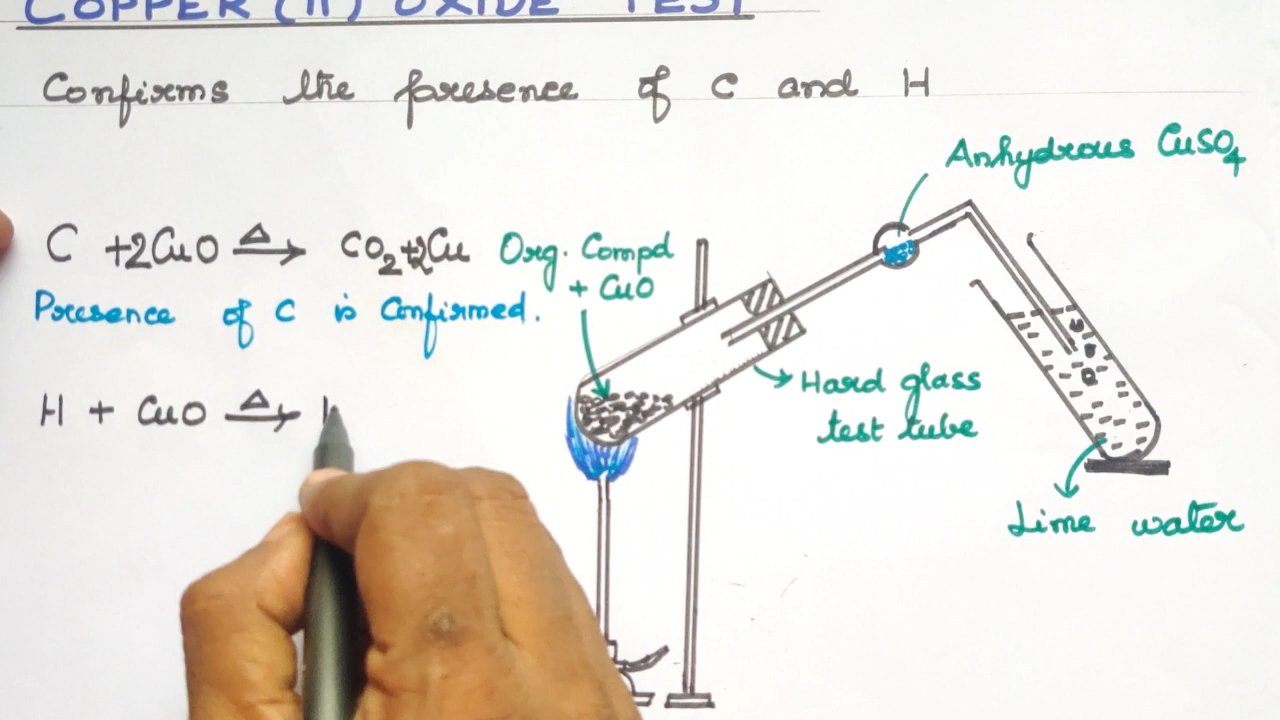 COPPER (II) OXIDE TEST
Confirms the presence of C and H
Anhydrous CuSO4
C +2CuO Δ→ CO2+2Cu
Org. Compd
+ CuO
Presence of C is Confirmed.
Hard glass
test tube
H + CuO Δ→
Lime water